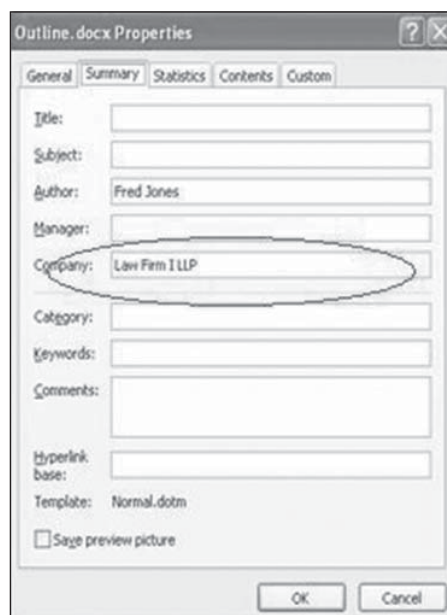 Outline.docx Properties
General Summary Statistics Contents Custom
Title:
Subject:
Author: Fred Jones
Manager:
Company: Law Firm I LLP
Category:
Keywords:
Comments:
Hyperlink
base:
Template: Normal.dotm
Save preview picture
OK Cancel